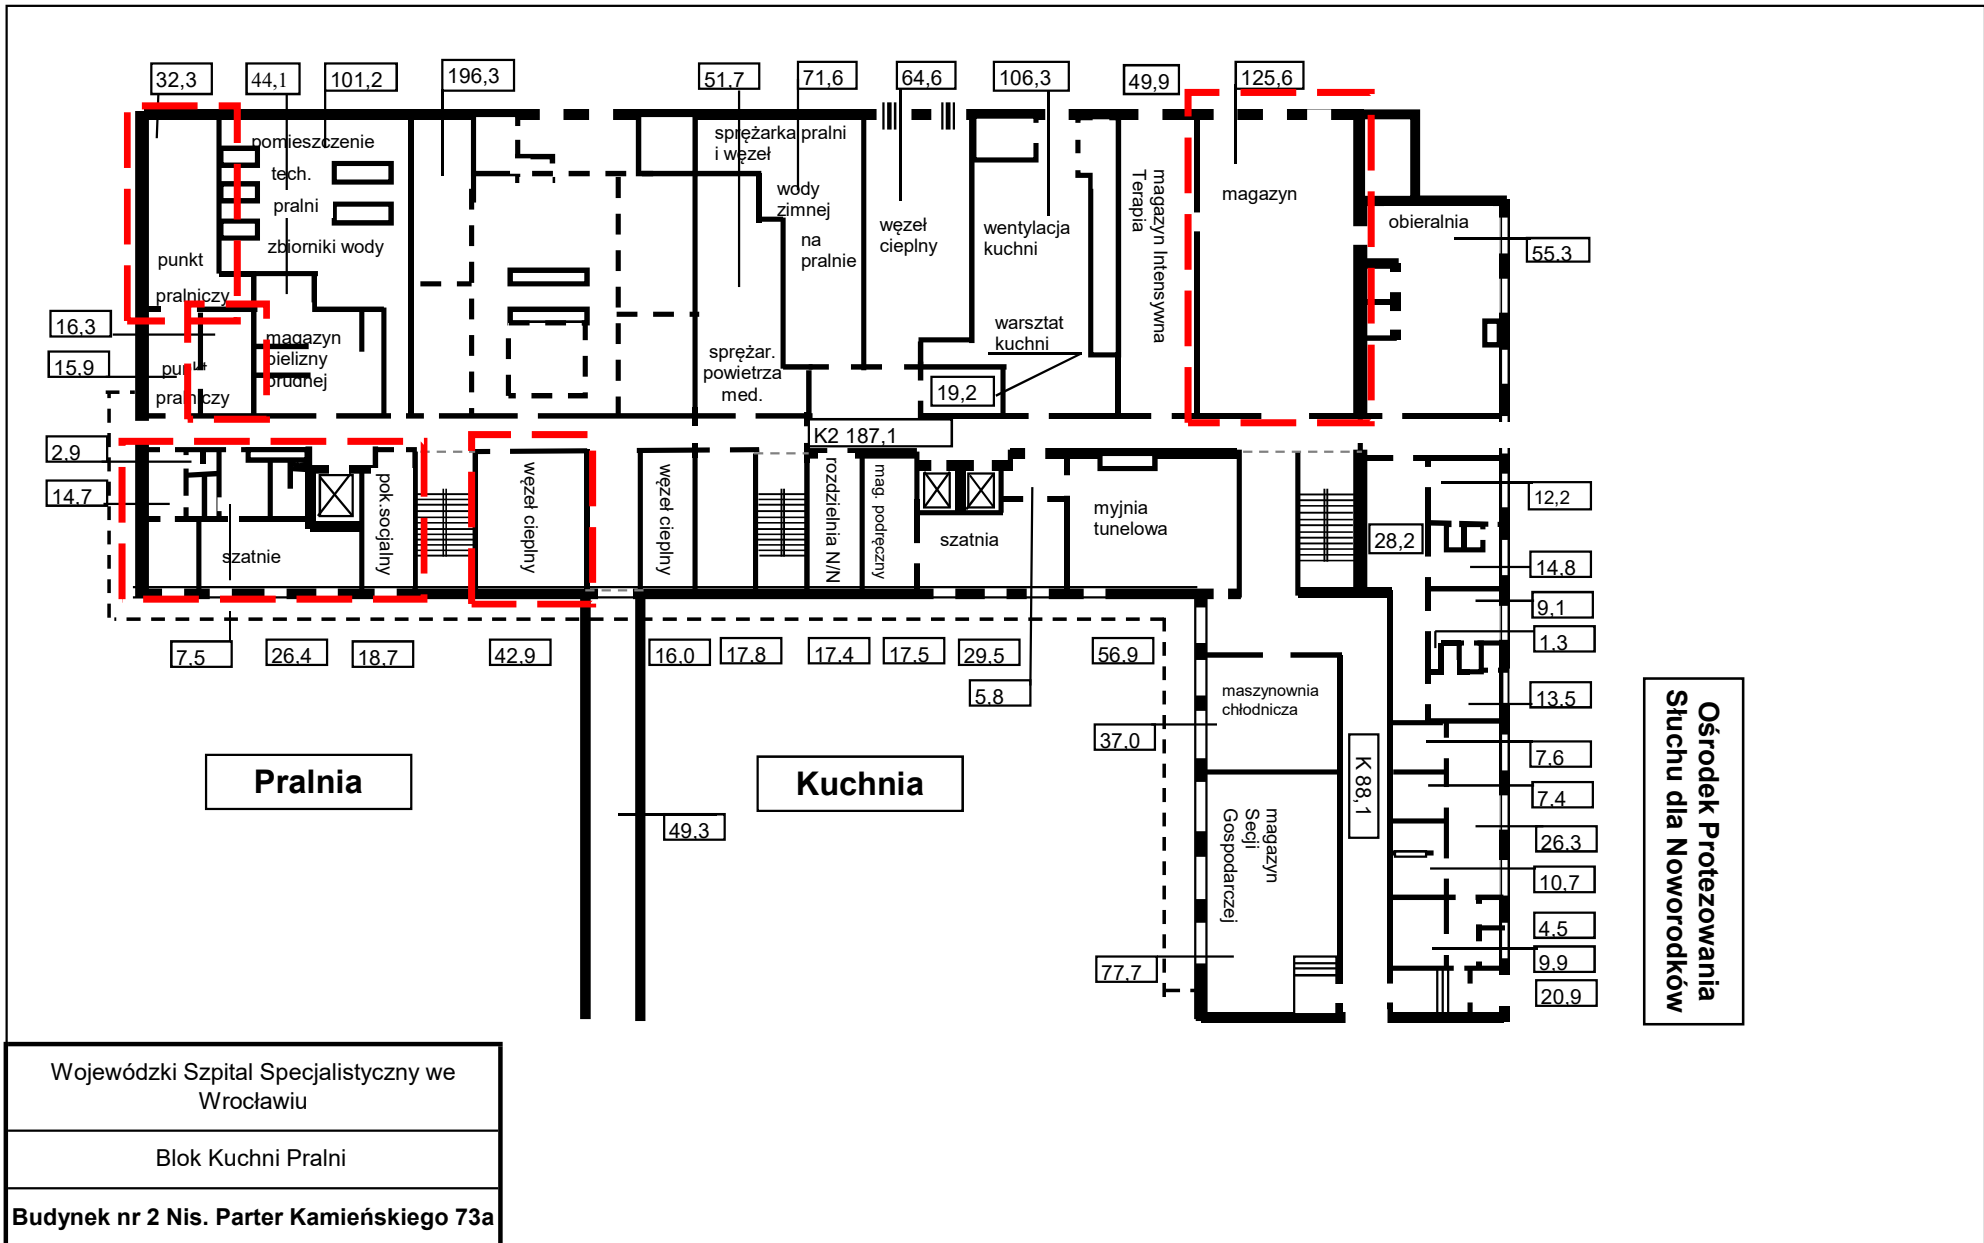 32,3
44,1
101,2
196,3
51,7
71,6
64,6
106,3
49,9
125,6
pomieszczenie
tech.
pralni
zbiorniki wody
sprężarka pralni
i węzeł
wody
zimnej
na
pralnie
węzeł
cieplny
wentylacja
kuchni
magazyn Intensywna
Terapia
magazyn
obieralnia
55,3
punkt
pralniczy
16,3
15,9
punkt
pralniczy
magazyn
bielizny
brudnej
sprężar.
powietrza
med.
warsztat
kuchni
19,2
K2 187,1
2,9
14,7
szatnie
pok.socjalny
węzeł cieplny
węzeł cieplny
rozdzielnia N/N
mag. podręczny
szatnia
myjnia
tunelowa
28,2
12,2
14,8
9,1
1,3
13,5
7,6
7,4
26,3
10,7
4,5
9,9
20,9
7,5
26,4
18,7
42,9
16,0
17,8
17,4
17,5
29,5
5,8
56,9
maszynownia
chłodnicza
37,0
K 88,1
magazyn
Secji
Gospodarczej
77,7
49,3
Pralnia
Kuchnia
Ośrodek Protezowania
Słuchu dla Noworodków
Wojewódzki Szpital Specjalistyczny we
Wrocławiu
Blok Kuchni Pralni
Budynek nr 2 Nis. Parter Kamieńskiego 73a